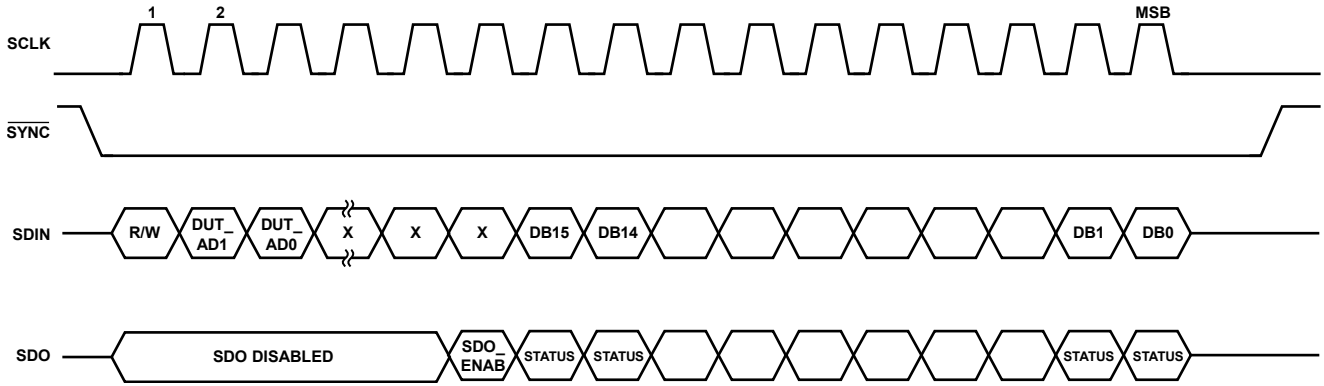 1 2 MSB
SCLK
SYNC
SDIN R/W DUT_ DUT_ X X X DB15 DB14 DB1 DB0
AD1 AD0
SDO SDO DISABLED SDO_ STATUS STATUS STATUS STATUS
ENAB